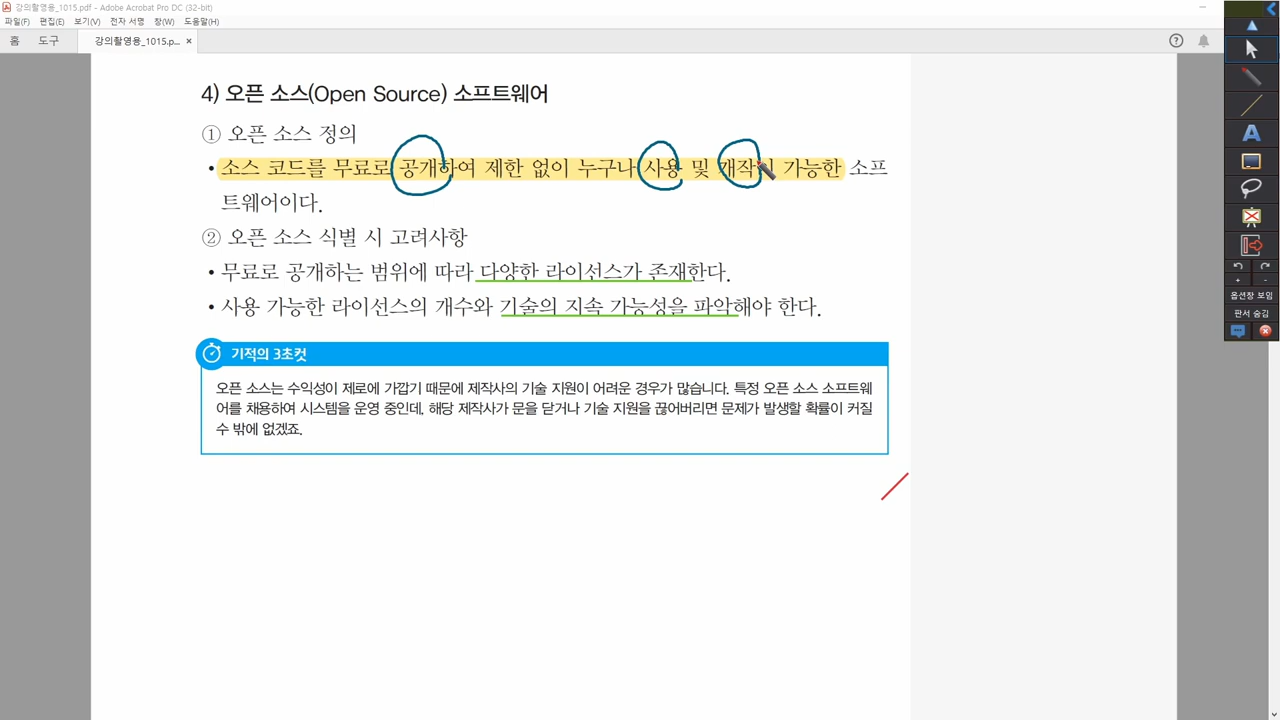 강의촬영용_1015.pdf - Adobe Acrobat Pro DC (32-bit)
파일(F) 편집(E) 보기(V) 전자 서명 창(W) 도움말(H)
홈 도구 강의촬영용_1015.p... ×
4) 오픈 소스(Open Source) 소프트웨어
① 오픈 소스 정의
• 소스 코드를 무료로 공개하여 제한 없이 누구나 사용 및 개작이 가능한 소프
트웨어이다.
② 오픈 소스 식별 시 고려사항
• 무료로 공개하는 범위에 따라 다양한 라이선스가 존재한다.
• 사용 가능한 라이선스의 개수와 기술의 지속 가능성을 파악해야 한다.
기적의 3초컷
오픈 소스는 수익성이 제로에 가깝기 때문에 제작사의 기술 지원이 어려운 경우가 많습니다. 특정 오픈 소스 소프트웨
어를 채용하여 시스템을 운영 중인데, 해당 제작사가 문을 닫거나 기술 지원을 끊어버리면 문제가 발생할 확률이 커질
수 밖에 없겠죠.
A
옵션창 보임
판서 숨김